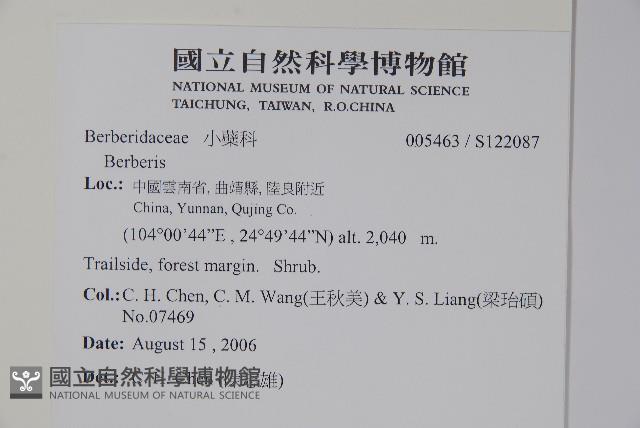 國立自然科學博物館
NATIONAL MUSEUM OF NATURAL SCIENCE
TAICHUNG, TAIWAN, R.O.CHINA
Berberidaceae 小蘗科 005463 / S122087
Berberis
Loc.: 中國雲南省, 曲靖縣, 陸良附近
China, Yunnan, Qujing Co.
(104°00'44”E , 24°49'44”N) alt. 2,040 m.
Trailside, forest margin. Shrub.
Col.: C. H. Chen, C. M. Wang(王秋美) & Y. S. Liang(梁珆碩)
No.07469
Date: August 15 , 2006
國立自然科學博物館
NATIONAL MUSEUM OF NATURAL SCIENCE